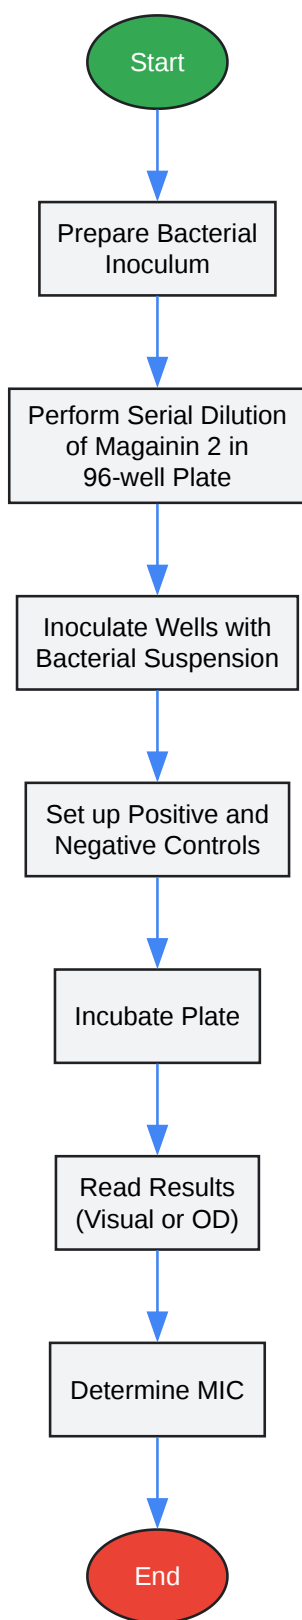 Start
Prepare Bacterial
Inoculum
Perform Serial Dilution
of Magainin 2 in
96-well Plate
Inoculate Wells with
Bacterial Suspension
Set up Positive and
Negative Controls
Incubate Plate
Read Results
(Visual or OD)
Determine MIC
End